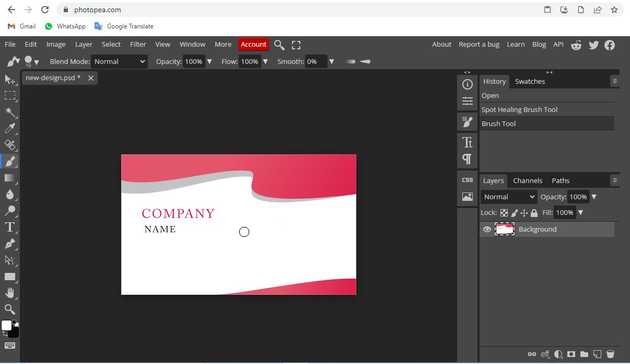 photopea.com
Gmail
WhatsApp
Google Translate
File Edit Image Layer Select Filter View Window More Account
About Report a bug Learn Blog API
Blend Mode: Normal Opacity: 100% Flow: 100% Smooth: 0%
new-design.psd *
History Swatches
Open
Spot Healing Brush Tool
Brush Tool
CSS
Layers Channels Paths
Normal Opacity: 100%
Lock: Fill: 100%
Background
COMPANY
NAME